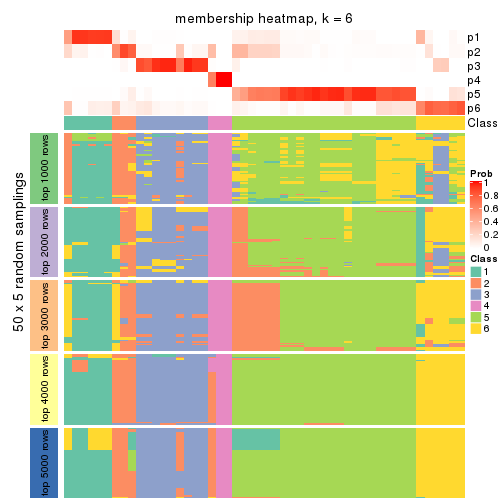 membership heatmap, k = 6
p1
p2
p3
p4
p5
p6
Class
50 x 5 random samplings
top 1000 rows
top 2000 rows
top 3000 rows
top 4000 rows
top 5000 rows
Prob
1
0.8
0.6
0.4
0.2
0
Class
1
2
3
4
5
6